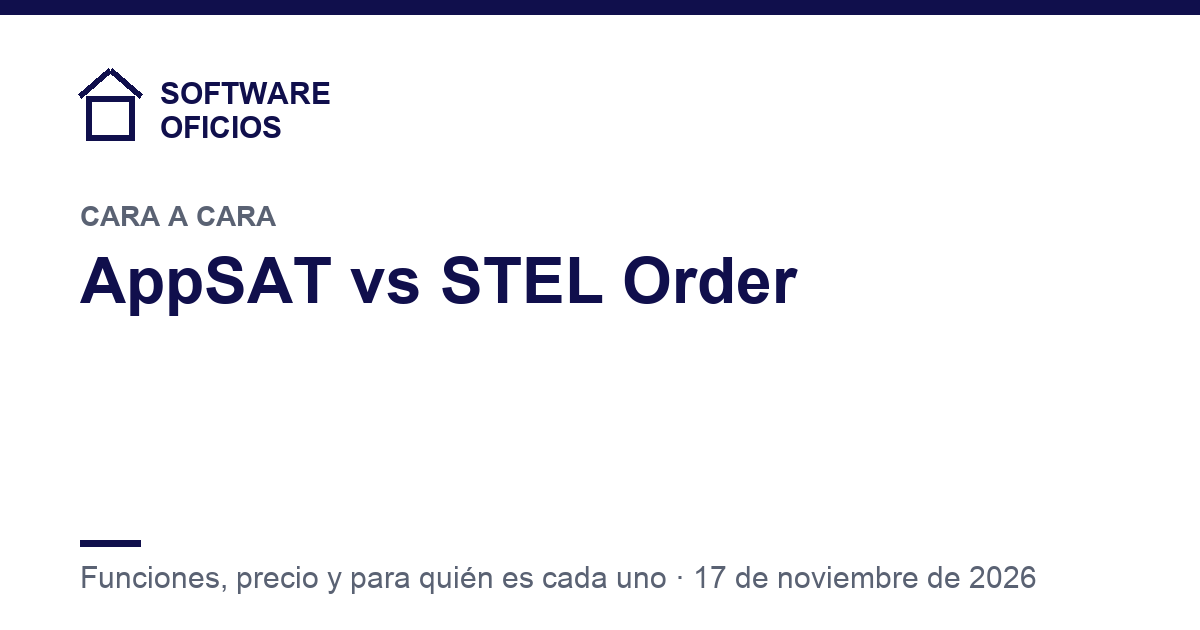 SOFTWARE
OFICIOS
CARA A CARA
AppSAT vs STEL Order
Funciones, precio y para quién es cada uno · 17 de noviembre de 2026